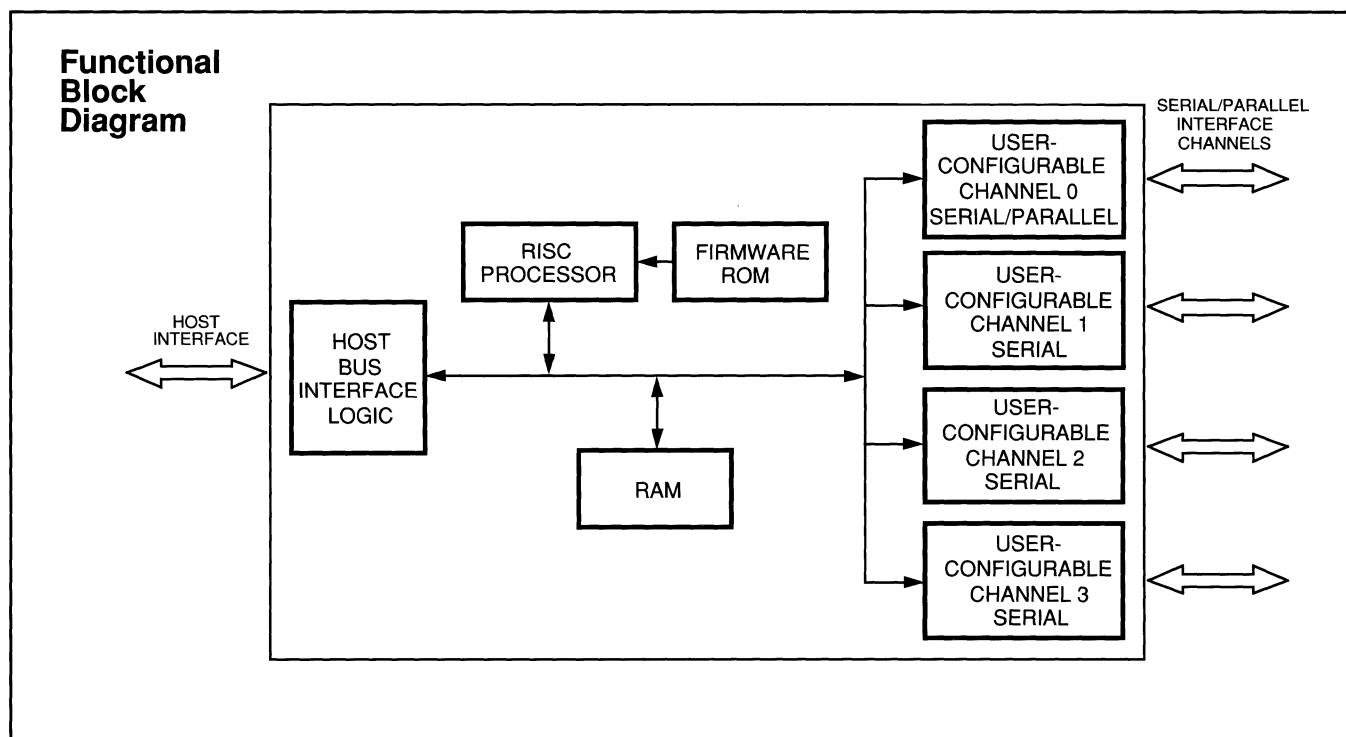 Functional
Block
Diagram
SERIAL/PARALLEL
INTERFACE
CHANNELS
USER-
CONFIGURABLE
CHANNEL 0
SERIAL/PARALLEL
RISC
PROCESSOR
FIRMWARE
ROM
USER-
CONFIGURABLE
CHANNEL 1
SERIAL
HOST
INTERFACE
HOST
BUS
INTERFACE
LOGIC
USER-
CONFIGURABLE
CHANNEL 2
SERIAL
RAM
USER-
CONFIGURABLE
CHANNEL 3
SERIAL